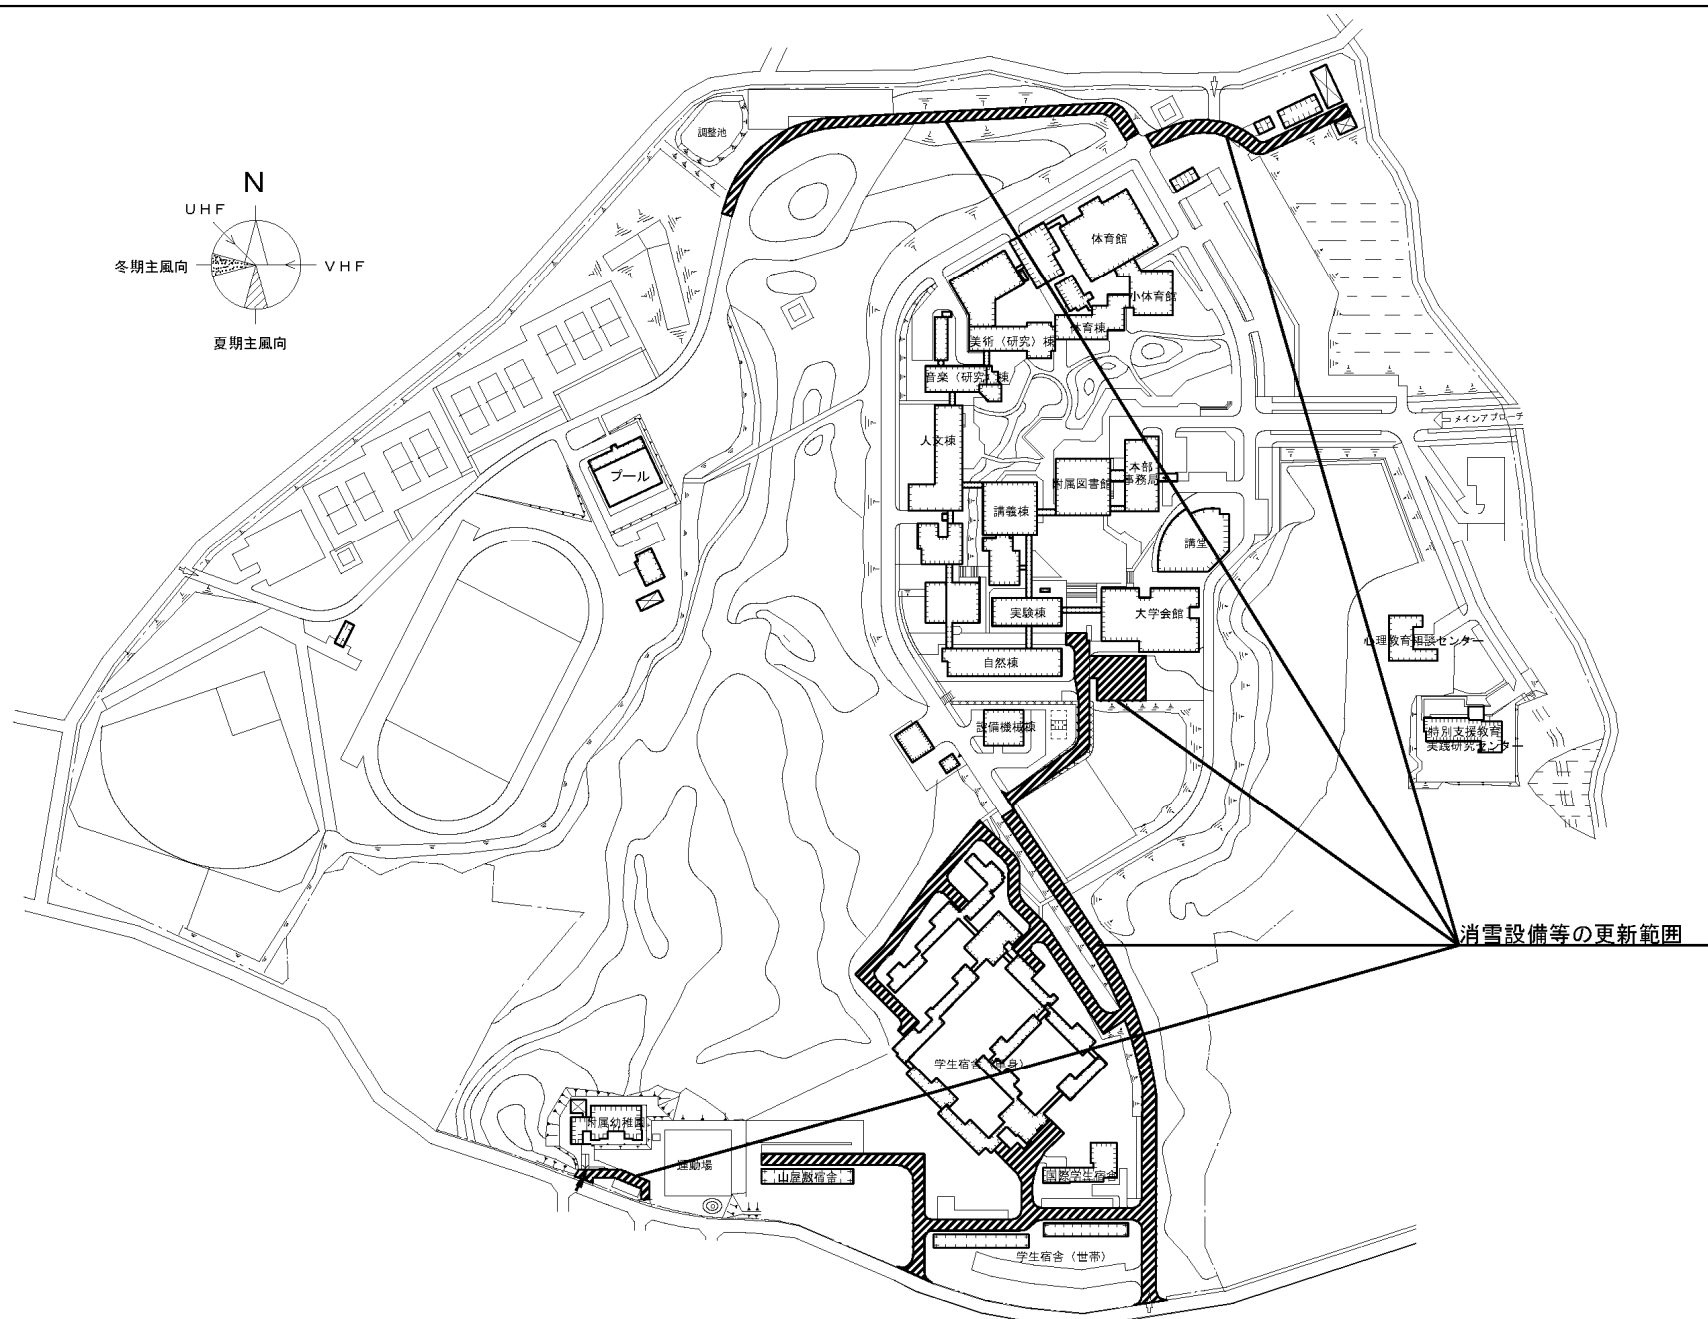 調整池
N
UHF
冬期主風向
VHF
夏期主風向
体育館
小体育館
体育棟
美術（研究）棟
音楽（研究）棟
メインアプローチ
人文棟
プール
附属図書館
本部
事務局
講義棟
講堂
実験棟
大学会館
心理教育相談センター
自然棟
設備機械棟
特別支援教育
実践研究センター
消雪設備等の更新範囲
学生宿舎（単身）
附属幼稚園
運動場
山屋敷宿舎
国際学生宿舎
学生宿舎（世帯）